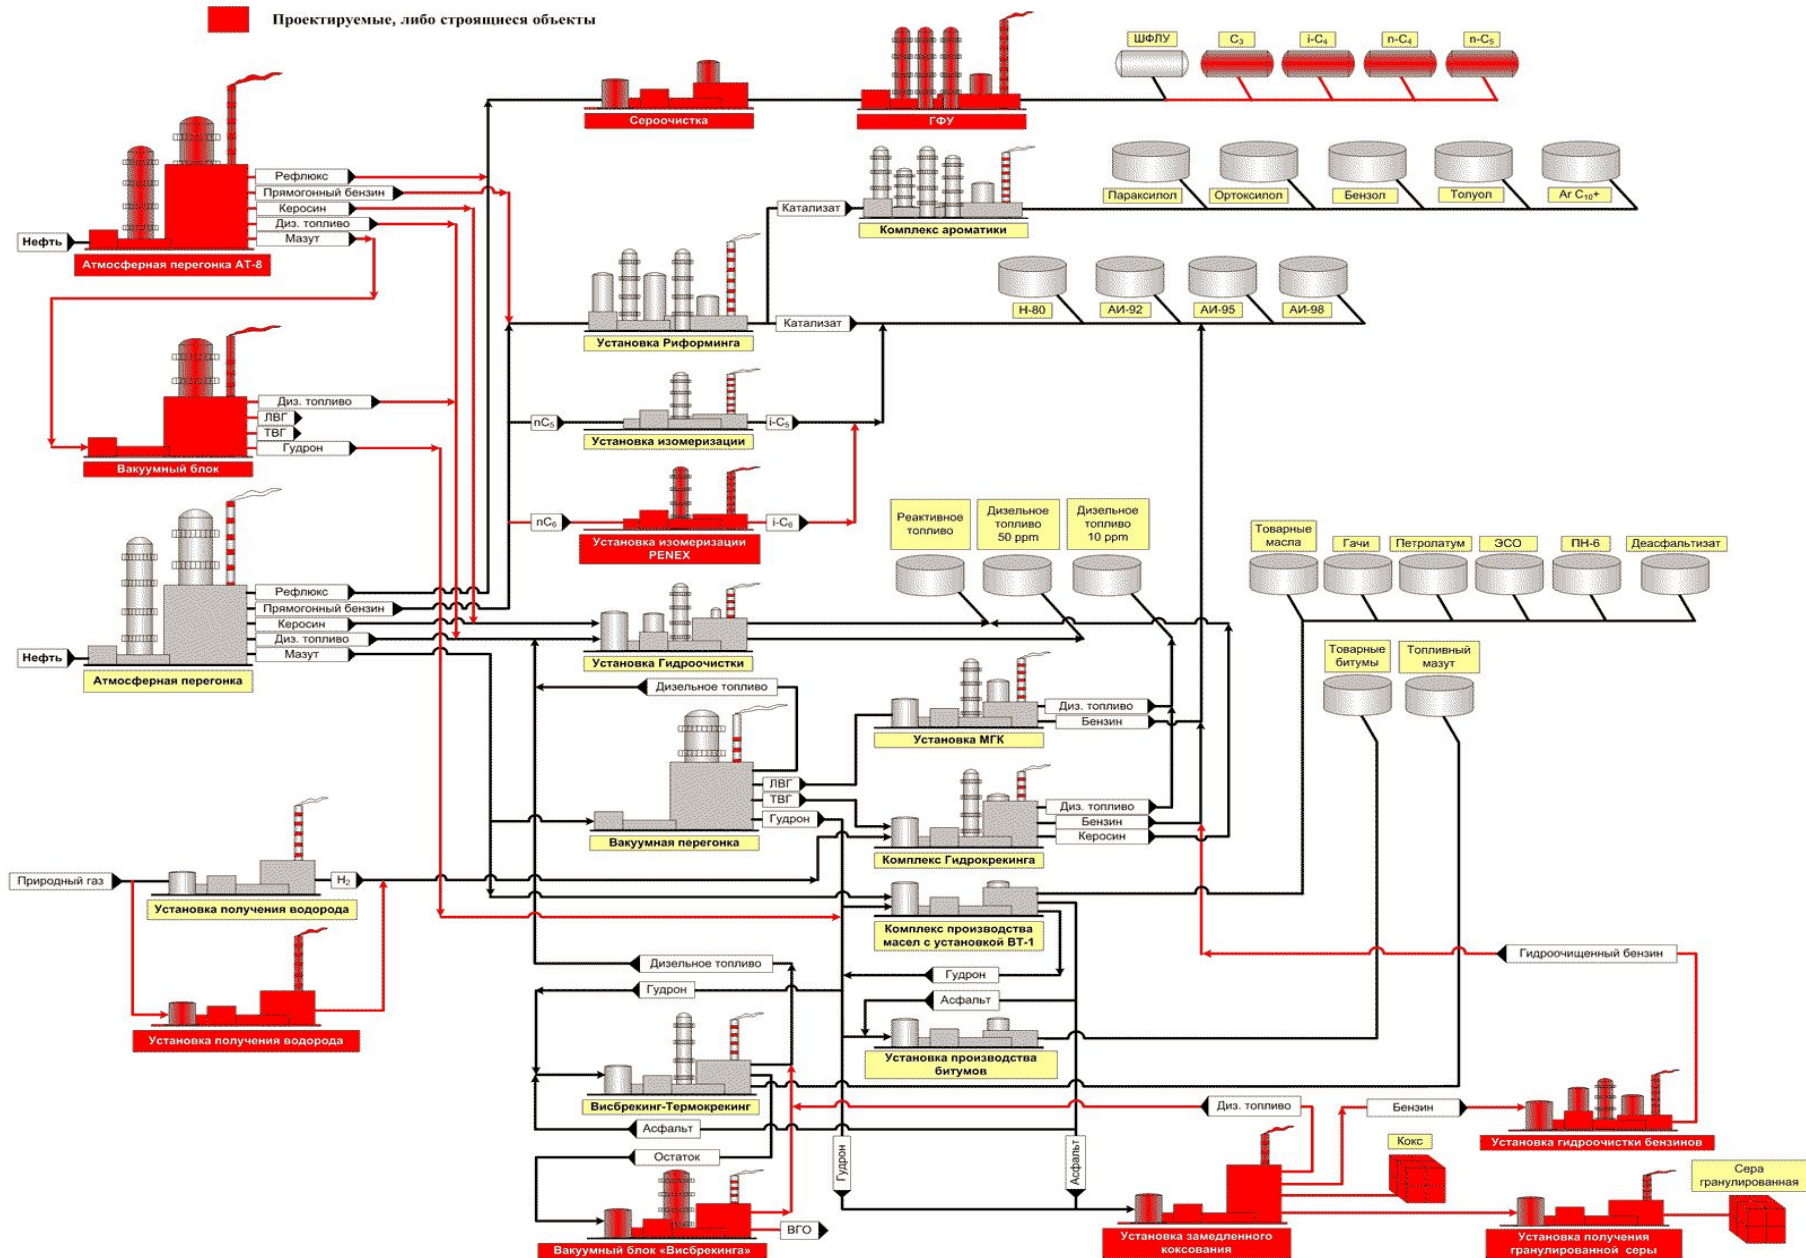 Проектируемые, либо строящиеся объекты
ШФЛУ
C₃
i-C₄
n-C₄
n-C₅
Сероочистка
ГФУ
Рефлюкс
Прямогонный бензин
Керосин
Диз. топливо
Мазут
Нефть
Атмосферная перегонка АТ-8
Катализат
Комплекс ароматики
Параксилол
Ортоксилол
Бензол
Толуол
Аг С₁₀+
Н-80
АИ-92
АИ-95
АИ-98
Катализат
Установка Риформинга
Диз. топливо
ЛВГ
ТВГ
Гудрон
Вакуумный блок
nC₅
i-C₅
Установка изомеризации
nC₆
i-C₆
Установка изомеризации
PENEX
Реактивное
топливо
Дизельное
топливо
50 ppm
Дизельное
топливо
10 ppm
Товарные
масла
Гачи
Петролатум
ЭСО
ПН-6
Деасфальтизат
Рефлюкс
Прямогонный бензин
Керосин
Диз. топливо
Мазут
Нефть
Атмосферная перегонка
Установка Гидроочистки
Товарные
битумы
Топливный
мазут
Дизельное топливо
Диз. топливо
Бензин
Установка МГК
ЛВГ
ТВГ
Гудрон
Вакуумная перегонка
Диз. топливо
Бензин
Керосин
Комплекс Гидрокрекинга
Природный газ
H₂
Установка получения водорода
Комплекс производства
масел с установкой ВТ-1
Гидроочищенный бензин
Дизельное топливо
Гудрон
Гудрон
Асфальт
Установка получения водорода
Установка производства
битумов
Висбрекинг-Термокрекинг
Диз. топливо
Бензин
Асфальт
Установка гидроочистки бензинов
Кокс
Остаток
Гудрон
Асфальт
Сера
гранулированная
ВГО
Вакуумный блок «Висбрекинга»
Установка замедленного
коксования
Установка получения
гранулированной серы